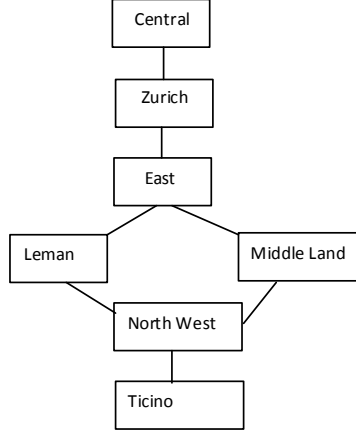 Central
Zurich
East
Leman
Middle Land
North West
Ticino